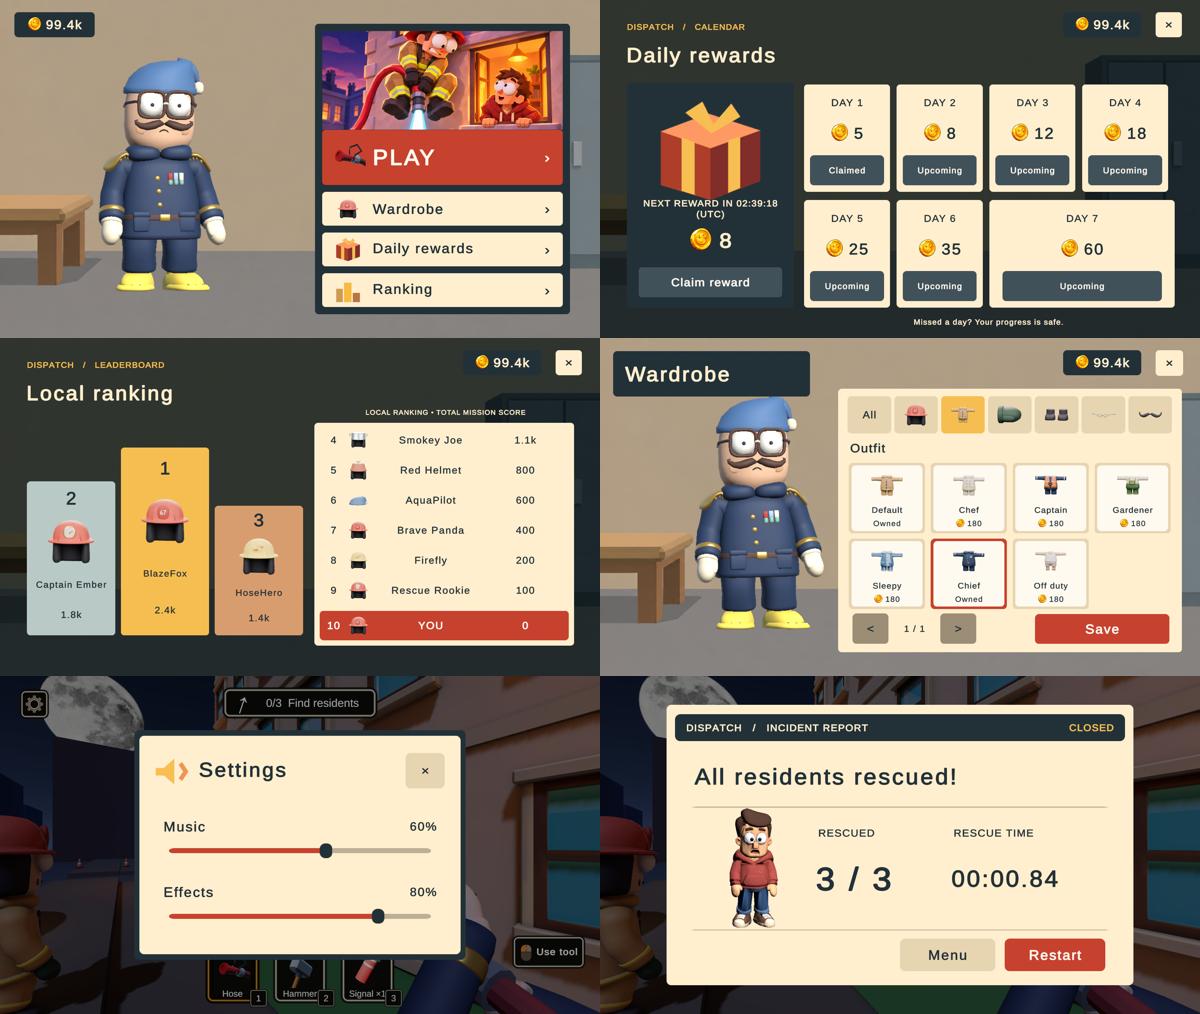 99.4k
PLAY
Wardrobe
Daily rewards
Ranking
DISPATCH / CALENDAR
99.4k
×
Daily rewards
NEXT REWARD IN 02:39:18
(UTC)
8
Claim reward
DAY 1
5
Claimed
DAY 2
8
Upcoming
DAY 3
12
Upcoming
DAY 4
18
Upcoming
DAY 5
25
Upcoming
DAY 6
35
Upcoming
DAY 7
60
Upcoming
Missed a day? Your progress is safe.
DISPATCH / LEADERBOARD
99.4k
×
Local ranking
2
Captain Ember
1.8k
1
67
BlazeFox
2.4k
3
HoseHero
1.4k
LOCAL RANKING • TOTAL MISSION SCORE
4 Smokey Joe 1.1k
5 Red Helmet 800
6 AquaPilot 600
7 Brave Panda 400
8 Firefly 200
9 Rescue Rookie 100
10 YOU 0
Wardrobe
99.4k
×
All
Outfit
Default
Owned
Chef
180
Captain
180
Gardener
180
Sleepy
180
Chief
Owned
Off duty
180
< 1 / 1 >
Save
0/3 Find residents
Settings
×
Music 60%
Effects 80%
Use tool
Hose 1
Hammer 2
Signal ×1 3
DISPATCH / INCIDENT REPORT CLOSED
All residents rescued!
RESCUED
3 / 3
RESCUE TIME
00:00.84
Menu
Restart